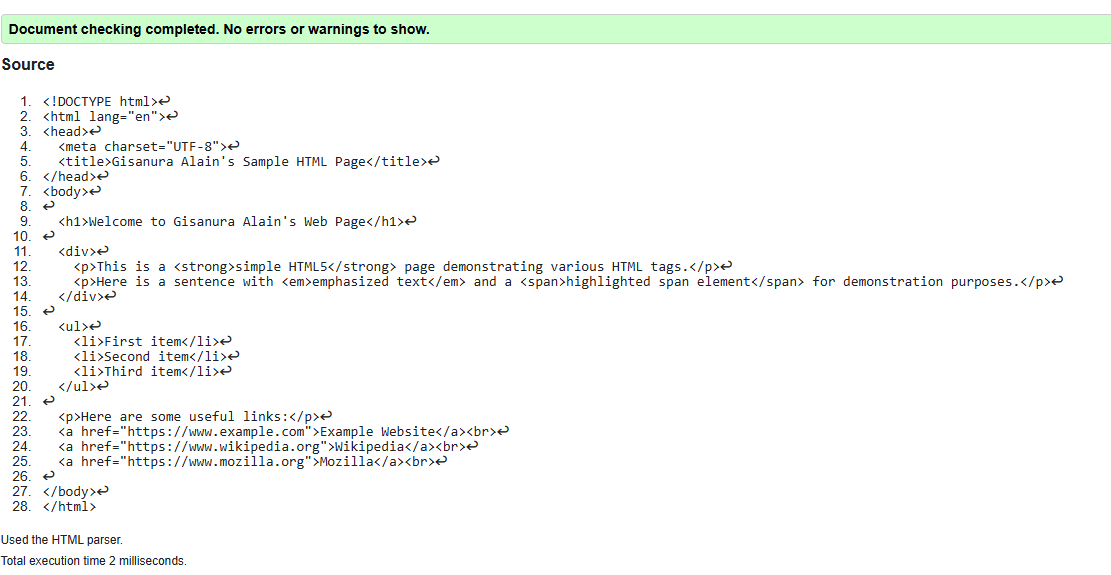 Document checking completed. No errors or warnings to show.
Source
1. <!DOCTYPE html>↩
2. <html lang="en">↩
3. <head>↩
4.   <meta charset="UTF-8">↩
5.   <title>Gisanura Alain's Sample HTML Page</title>↩
6. </head>↩
7. <body>↩
8. ↩
9.   <h1>Welcome to Gisanura Alain's Web Page</h1>↩
10. ↩
11.   <div>↩
12.     <p>This is a <strong>simple HTML5</strong> page demonstrating various HTML tags.</p>↩
13.     <p>Here is a sentence with <em>emphasized text</em> and a <span>highlighted span element</span> for demonstration purposes.</p>↩
14.   </div>↩
15. ↩
16.   <ul>↩
17.     <li>First item</li>↩
18.     <li>Second item</li>↩
19.     <li>Third item</li>↩
20.   </ul>↩
21. ↩
22.   <p>Here are some useful links:</p>↩
23.   <a href="https://www.example.com">Example Website</a><br>↩
24.   <a href="https://www.wikipedia.org">Wikipedia</a><br>↩
25.   <a href="https://www.mozilla.org">Mozilla</a><br>↩
26. ↩
27. </body>↩
28. </html>
Used the HTML parser.
Total execution time 2 milliseconds.